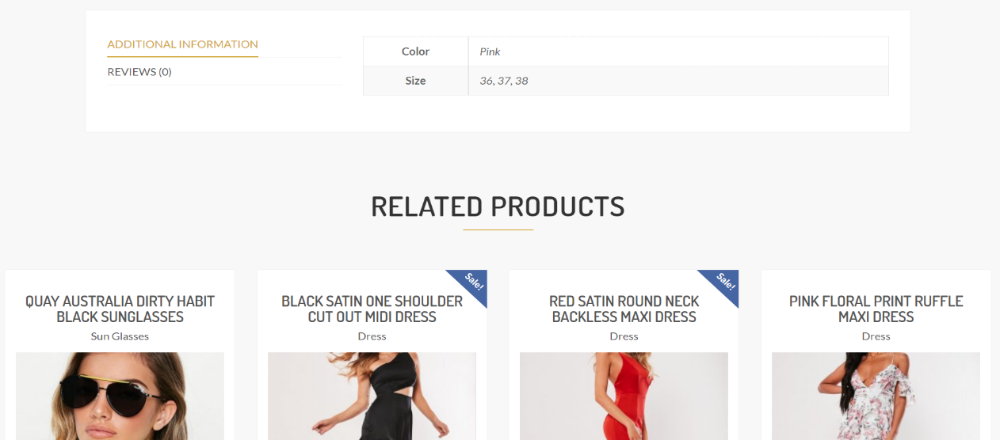 ADDITIONAL INFORMATION
REVIEWS (0)
Color Pink
Size 36, 37, 38
RELATED PRODUCTS
QUAY AUSTRALIA DIRTY HABIT
BLACK SUNGLASSES
Sun Glasses
Sale!
BLACK SATIN ONE SHOULDER
CUT OUT MIDI DRESS
Dress
Sale!
RED SATIN ROUND NECK
BACKLESS MAXI DRESS
Dress
PINK FLORAL PRINT RUFFLE
MAXI DRESS
Dress